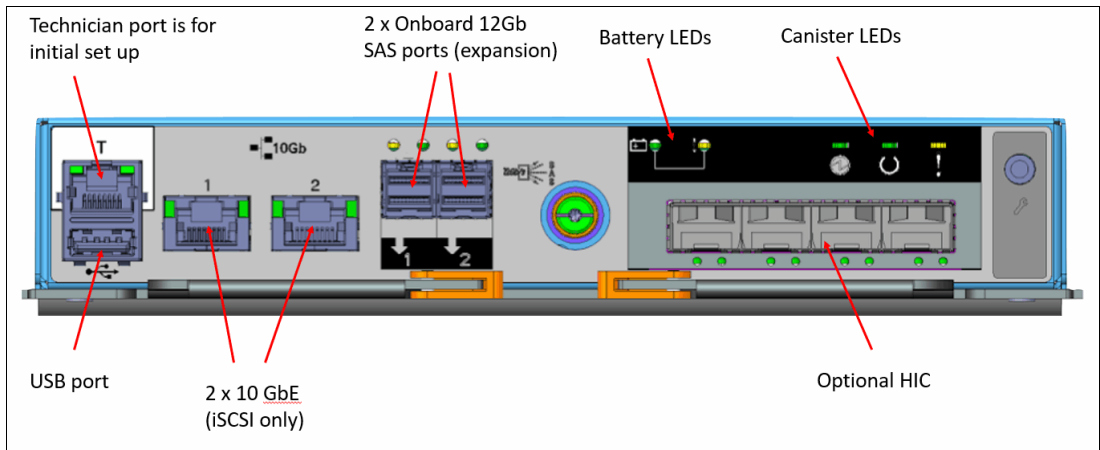 Technician port is for
initial set up
2 x Onboard 12Gb
SAS ports (expansion)
Battery LEDs
Canister LEDs
T
10Gb
1
2
1
2
USB port
2 x 10 GbE
(iSCSI only)
Optional HIC